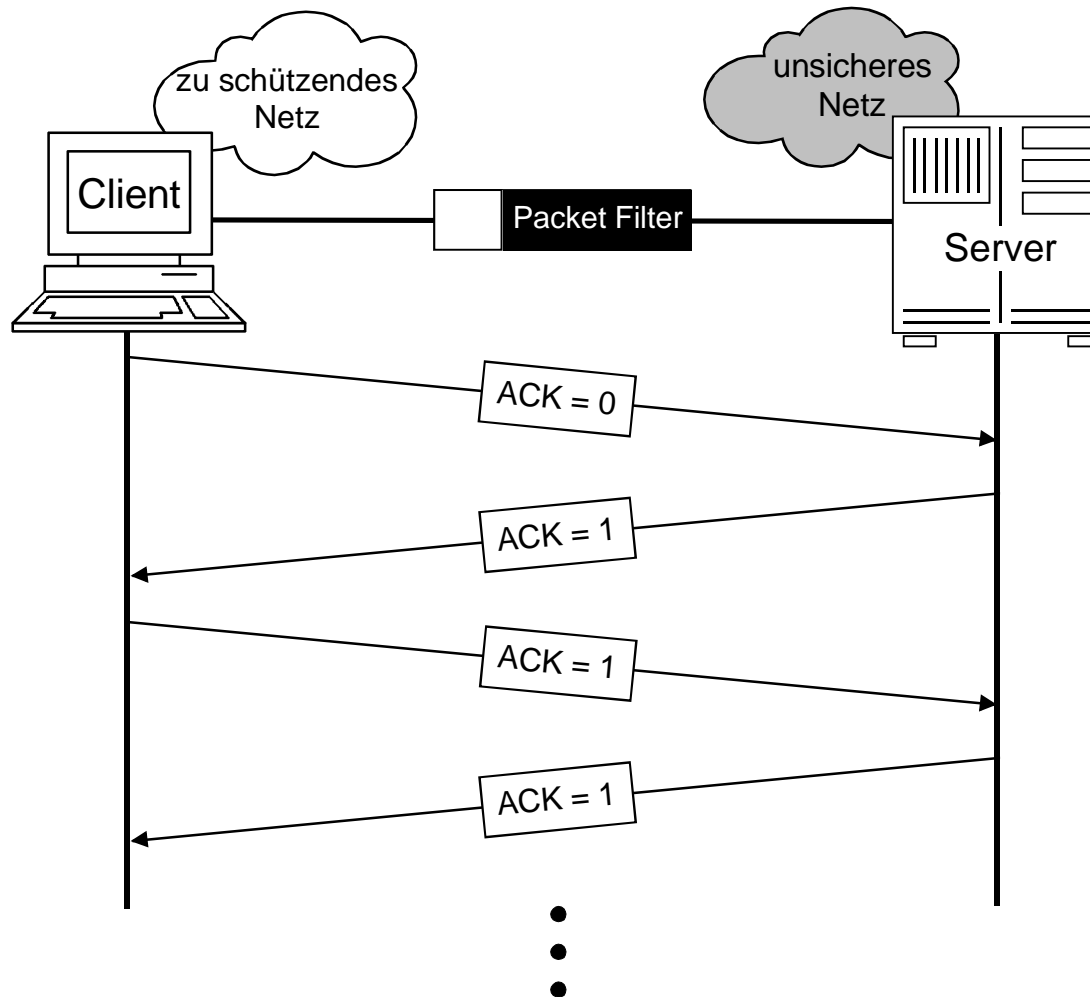 zu schützendes
Netz
unsicheres
Netz
Client
Packet Filter
Server
ACK = 0
ACK = 1
ACK = 1
ACK = 1